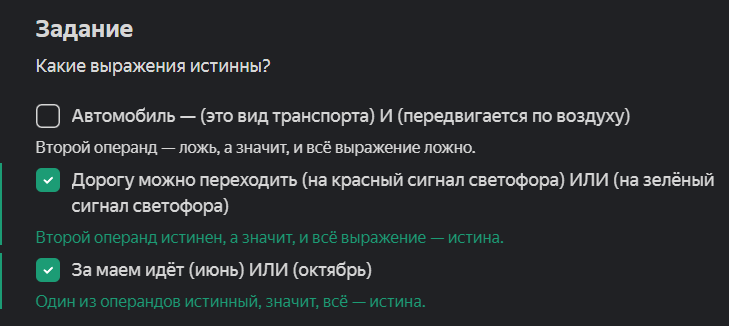 Задание
Какие выражения истинны?
Автомобиль — (это вид транспорта) И (передвигается по воздуху)
Второй операнд — ложь, а значит, и всё выражение ложно.
Дорогу можно переходить (на красный сигнал светофора) ИЛИ (на зелёный
сигнал светофора)
Второй операнд истинен, а значит, и всё выражение — истина.
За маем идёт (июнь) ИЛИ (октябрь)
Один из операндов истинный, значит, всё — истина.